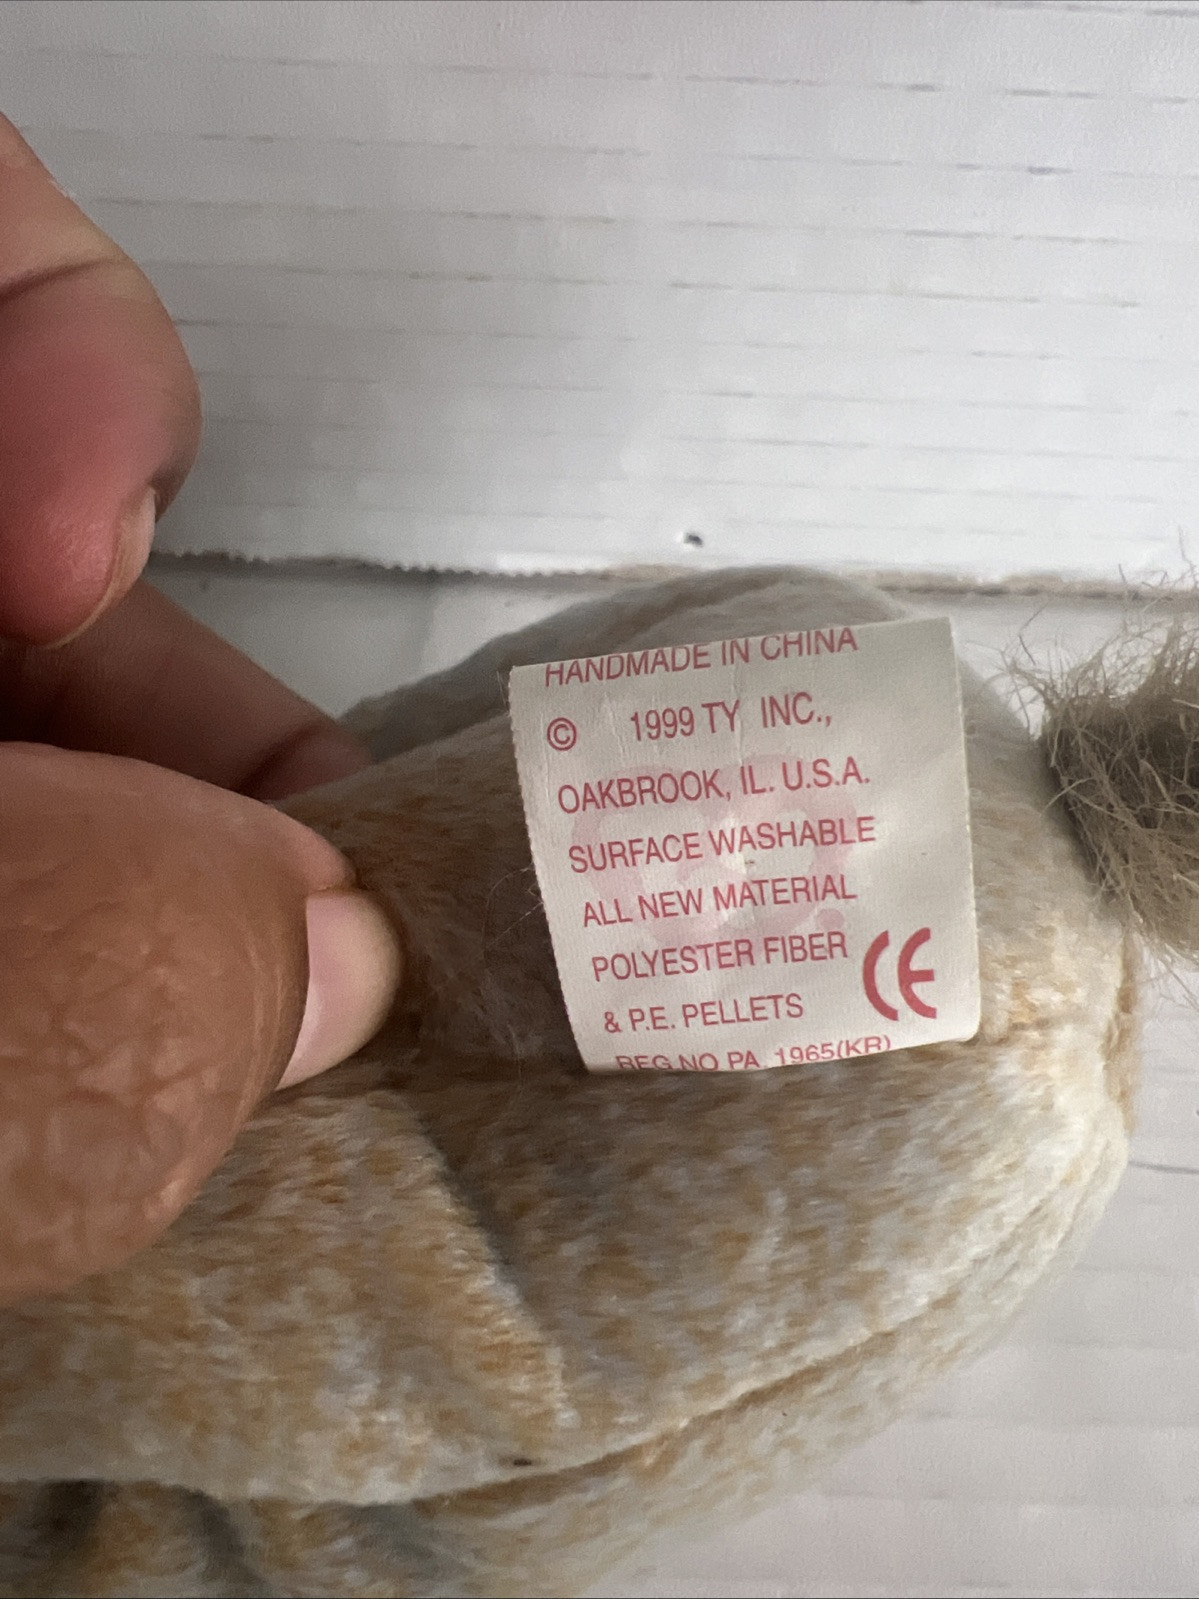 HANDMADE IN CHINA
© 1999 TY INC.,
OAKBROOK, IL. U.S.A.
SURFACE WASHABLE
ALL NEW MATERIAL
POLYESTER FIBER
& P.E. PELLETS CE
REG.NO PA. 1965(KR)